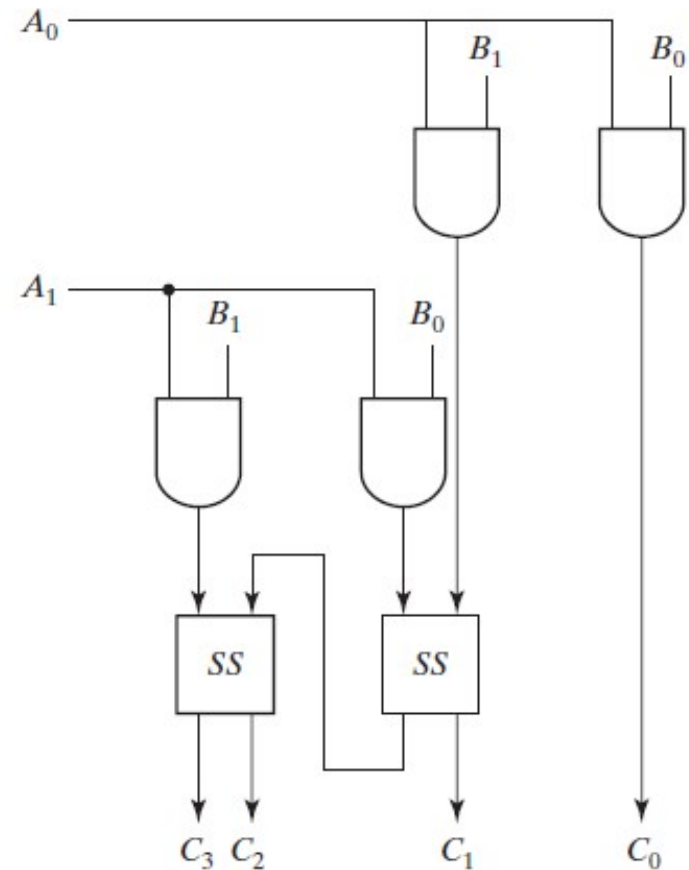 A₀
B₁ B₀
A₁
B₁ B₀
SS SS
C₃ C₂ C₁ C₀